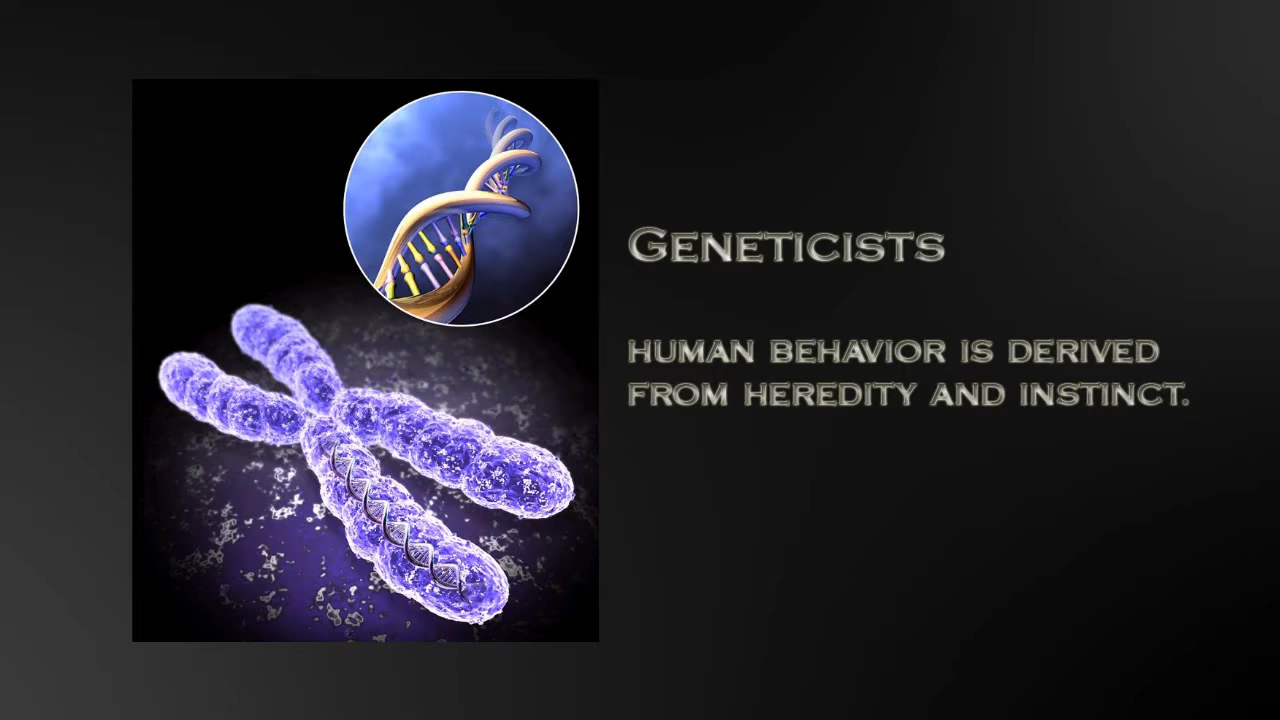 GENETICISTS
HUMAN BEHAVIOR IS DERIVED
FROM HEREDITY AND INSTINCT.